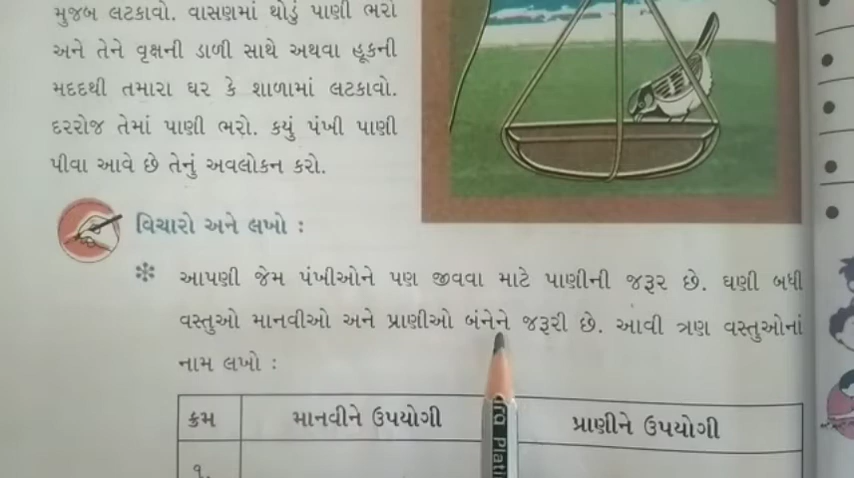 મુજબ લટકાવો. વાસણમાં થોડું પાણી ભરો
અને તેને વૃક્ષની ડાળી સાથે અથવા હૂકની
મદદથી તમારા ઘર કે શાળામાં લટકાવો.
દરરોજ તેમાં પાણી ભરો. કયું પંખી પાણી
પીવા આવે છે તેનું અવલોકન કરો.
વિચારો અને લખો :
❇ આપણી જેમ પંખીઓને પણ જીવવા માટે પાણીની જરૂર છે. ઘણી બધી
વસ્તુઓ માનવીઓ અને પ્રાણીઓ બંનેને જરૂરી છે. આવી ત્રણ વસ્તુઓનાં
નામ લખો :
ક્રમ માનવીને ઉપયોગી પ્રાણીને ઉપયોગી
૧.
Plati